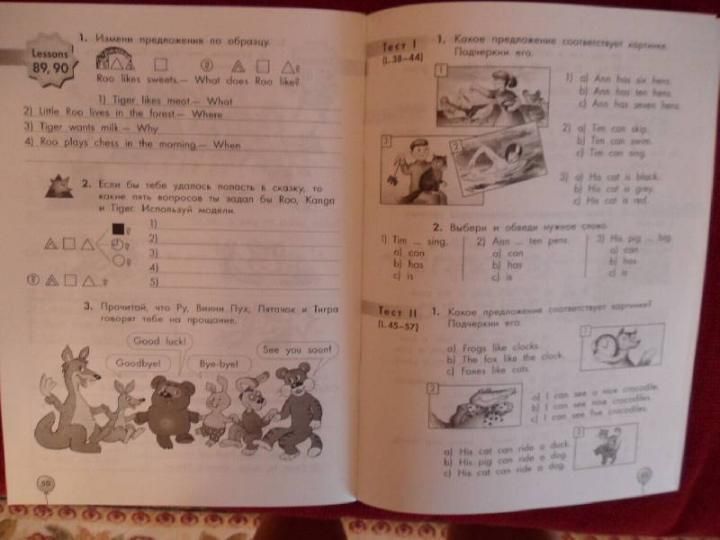 Lessons
89, 90
1. Измени предложения по образцу.
Roo likes sweets.— What does Roo like?
1) Tiger likes meat.— What
2) Little Roo lives in the forest.— Where
3) Tiger wants milk.— Why
4) Roo plays chess in the morning.— When
2. Если бы тебе удалось попасть в сказку, то
какие пять вопросов ты задал бы Roo, Kanga
и Tiger. Используй модели.
1)
2)
3)
4)
5)
3. Прочитай, что Ру, Винни Пух, Пятачок и Тигра
говорят тебе на прощание.
Good luck!
Goodbye!
Bye-bye!
See you soon!
Тест I
(L.38—44)
1. Какое предложение соответствует картинке.
Подчеркни его.
1
1) a) Ann has six hens.
b) Ann has ten hens.
c) Ann has seven hens.
2) a) Tim can skip.
b) Tim can swim.
c) Tim can sing.
3
2
3) a) His cat is black.
b) His cat is grey.
c) His cat is red.
2. Выбери и обведи нужное слово.
1) Tim ... sing.
a) can
b) has
c) is
2) Ann ... ten pens.
a) can
b) has
c) is
3) His pig ... big.
a) can
b) has
c) is
Тест II
(L.45—57)
1. Какое предложение соответствует картинке?
Подчеркни его.
1
a) Frogs like clocks.
b) The fox like the clock.
c) Foxes like cats.
2
a) I can see a nice crocodile.
b) I can see nice crocodiles.
c) I can see five crocodiles.
3
a) His cat can ride a duck.
b) His pig can ride a dog.
c) His cat can ride a dog.